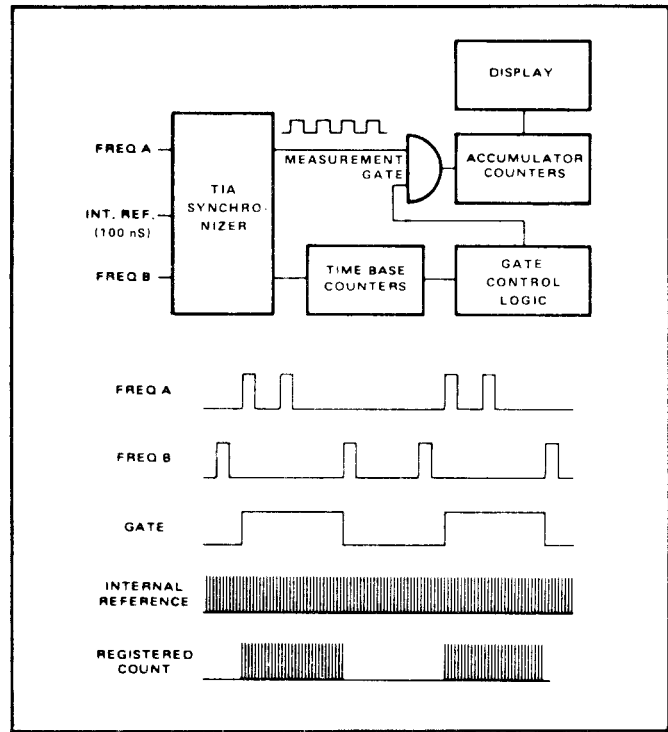 DISPLAY
FREQ A
MEASUREMENT
GATE
ACCUMULATOR
COUNTERS
TIA
SYNCHRO-
NIZER
INT. REF.
(100 nS)
FREQ B
TIME BASE
COUNTERS
GATE
CONTROL
LOGIC
FREQ A
FREQ B
GATE
INTERNAL
REFERENCE
REGISTERED
COUNT